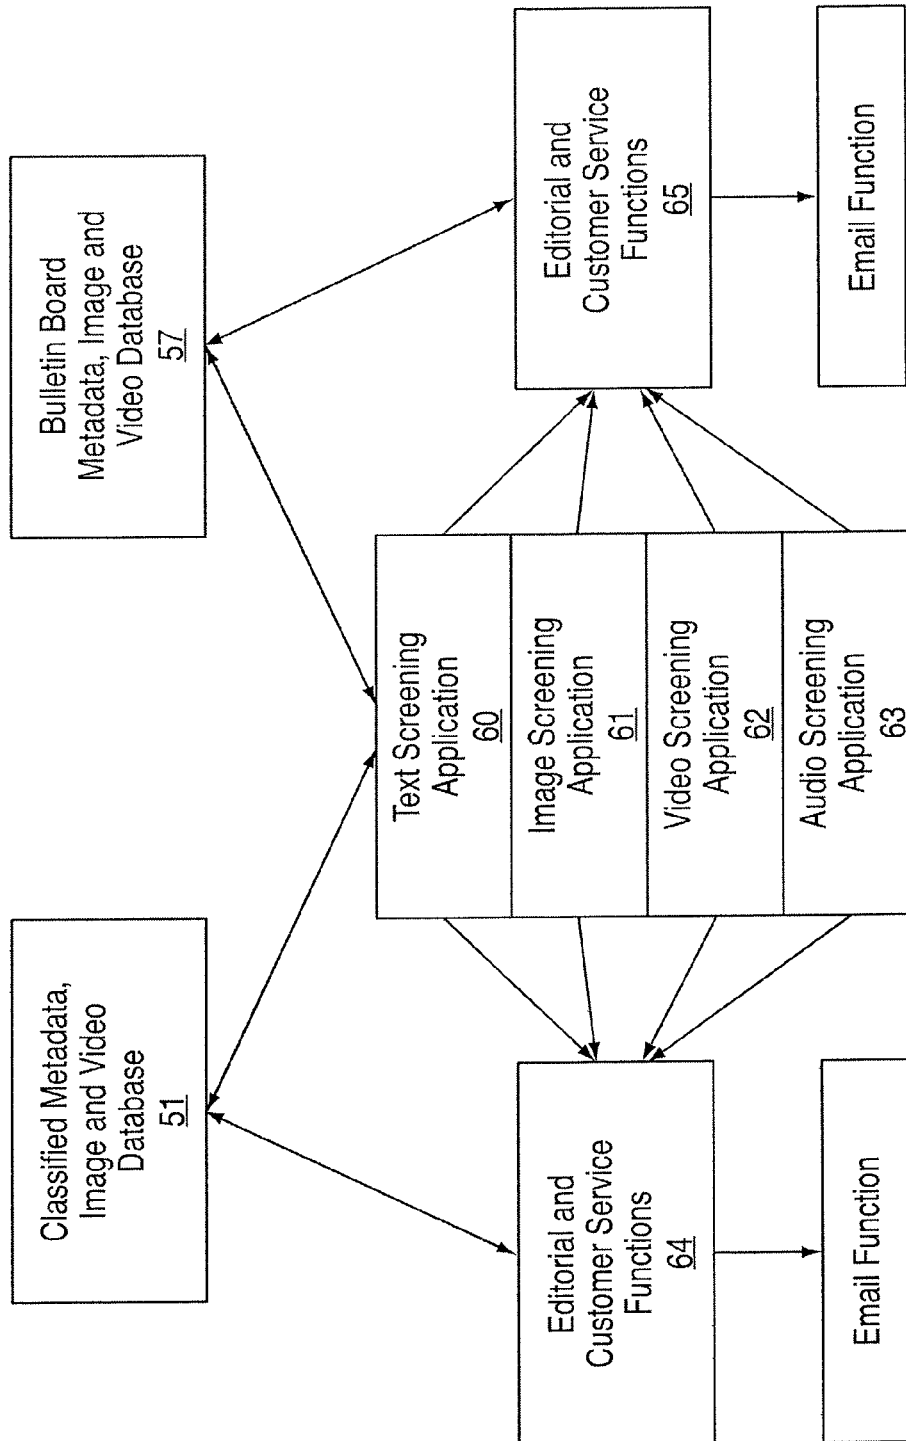 Classified Metadata,
Image and Video
Database
51
Bulletin Board
Metadata, Image and
Video Database
57
Text Screening
Application
60
Image Screening
Application
61
Video Screening
Application
62
Audio Screening
Application
63
Editorial and
Customer Service
Functions
64
Editorial and
Customer Service
Functions
65
Email Function
Email Function